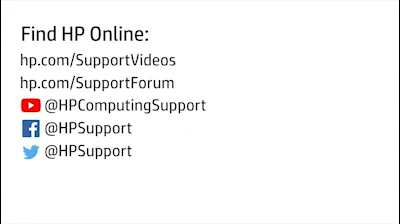 Find HP Online:
hp.com/SupportVideos
hp.com/SupportForum
@HPComputingSupport
@HPSupport
@HPSupport